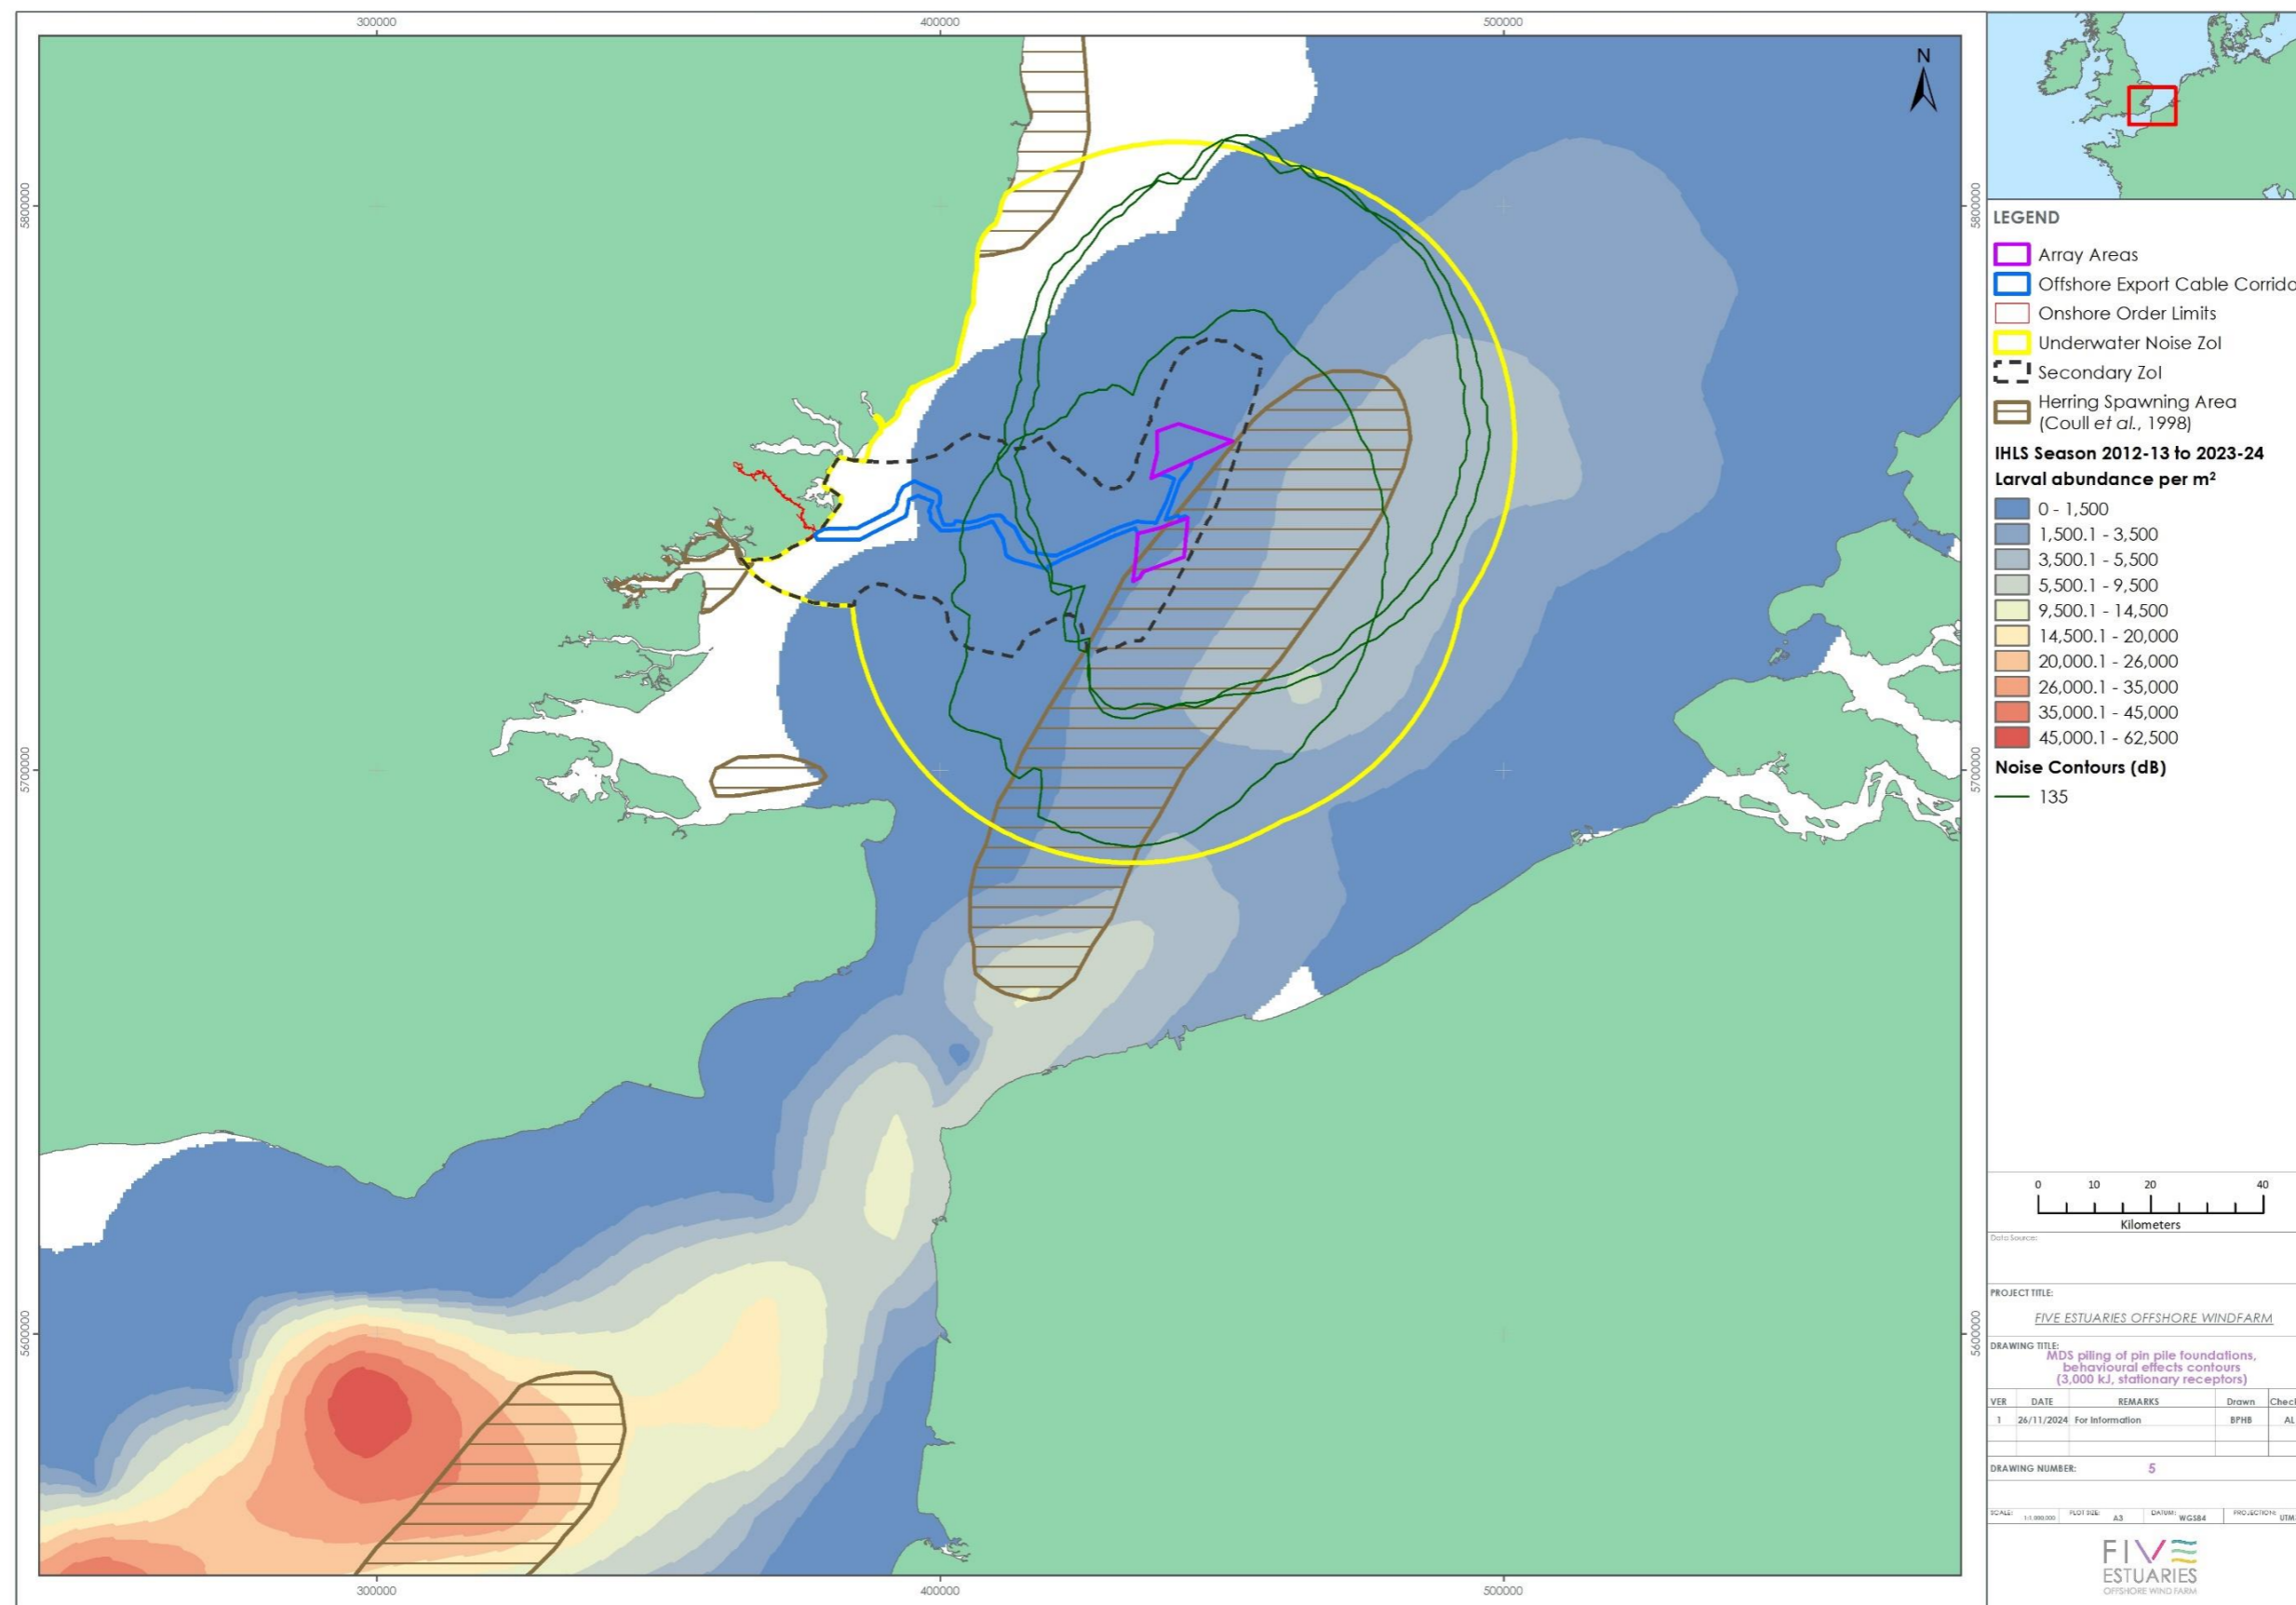 300000
400000
500000
5800000
5800000
5700000
5700000
5600000
5600000
300000
400000
500000
N
LEGEND
Array Areas
Offshore Export Cable Corrido
Onshore Order Limits
Underwater Noise ZoI
Secondary ZoI
Herring Spawning Area
(Coull et al., 1998)
IHLS Season 2012-13 to 2023-24
Larval abundance per m²
0 - 1,500
1,500.1 - 3,500
3,500.1 - 5,500
5,500.1 - 9,500
9,500.1 - 14,500
14,500.1 - 20,000
20,000.1 - 26,000
26,000.1 - 35,000
35,000.1 - 45,000
45,000.1 - 62,500
Noise Contours (dB)
135
0 10 20 40
Kilometers
Data Source:
PROJECT TITLE:
FIVE ESTUARIES OFFSHORE WINDFARM
DRAWING TITLE:
MDS piling of pin pile foundations,
behavioural effects contours
(3,000 kJ, stationary receptors)
VER DATE REMARKS Drawn Chec
1 26/11/2024 For Information BPHB AL
DRAWING NUMBER: 5
SCALE: PLOT SIZE: A3 DATUM: WGS84 PROJECTION: UTM
FIVE
ESTUARIES
OFFSHORE WIND FARM